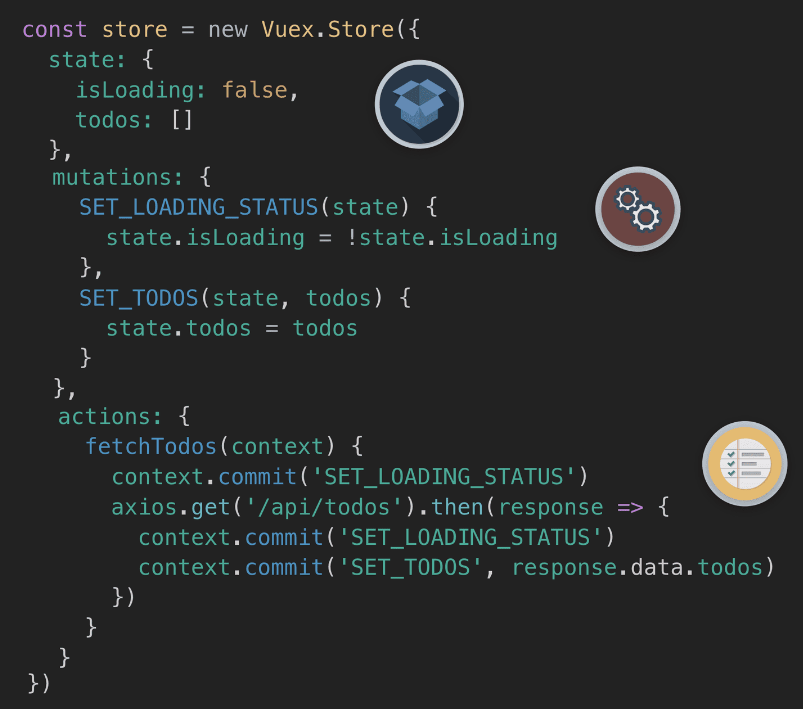 const store = new Vuex.Store({
  state: {
    isLoading: false,
    todos: []
  },
  mutations: {
    SET_LOADING_STATUS(state) {
      state.isLoading = !state.isLoading
    },
    SET_TODOS(state, todos) {
      state.todos = todos
    }
  },
  actions: {
    fetchTodos(context) {
      context.commit('SET_LOADING_STATUS')
      axios.get('/api/todos').then(response => {
        context.commit('SET_LOADING_STATUS')
        context.commit('SET_TODOS', response.data.todos)
      })
    }
  }
})